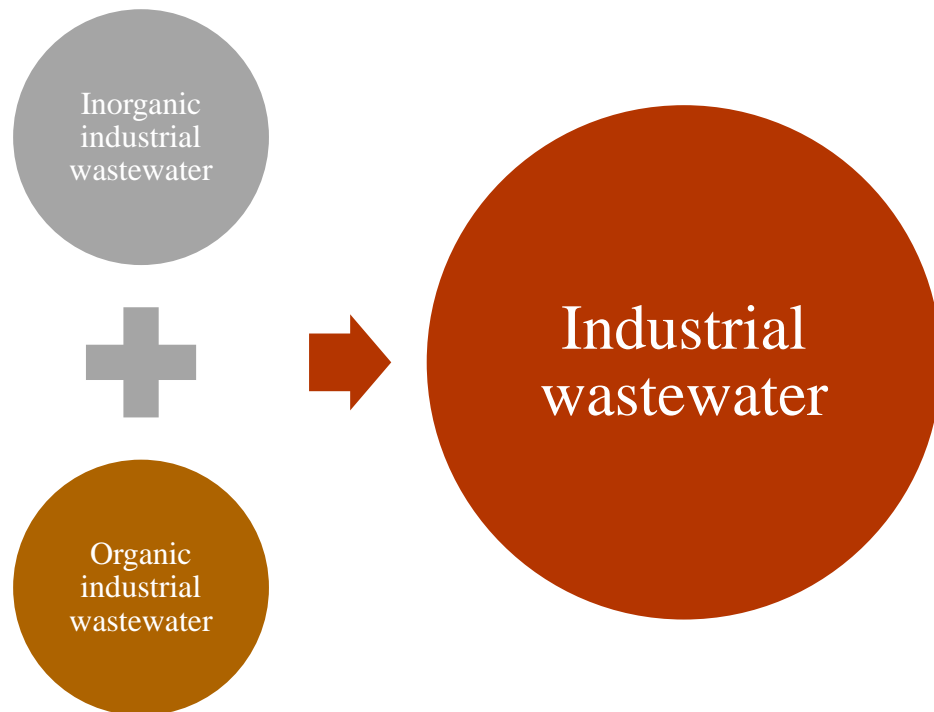 Inorganic
industrial
wastewater
Organic
industrial
wastewater
Industrial
wastewater